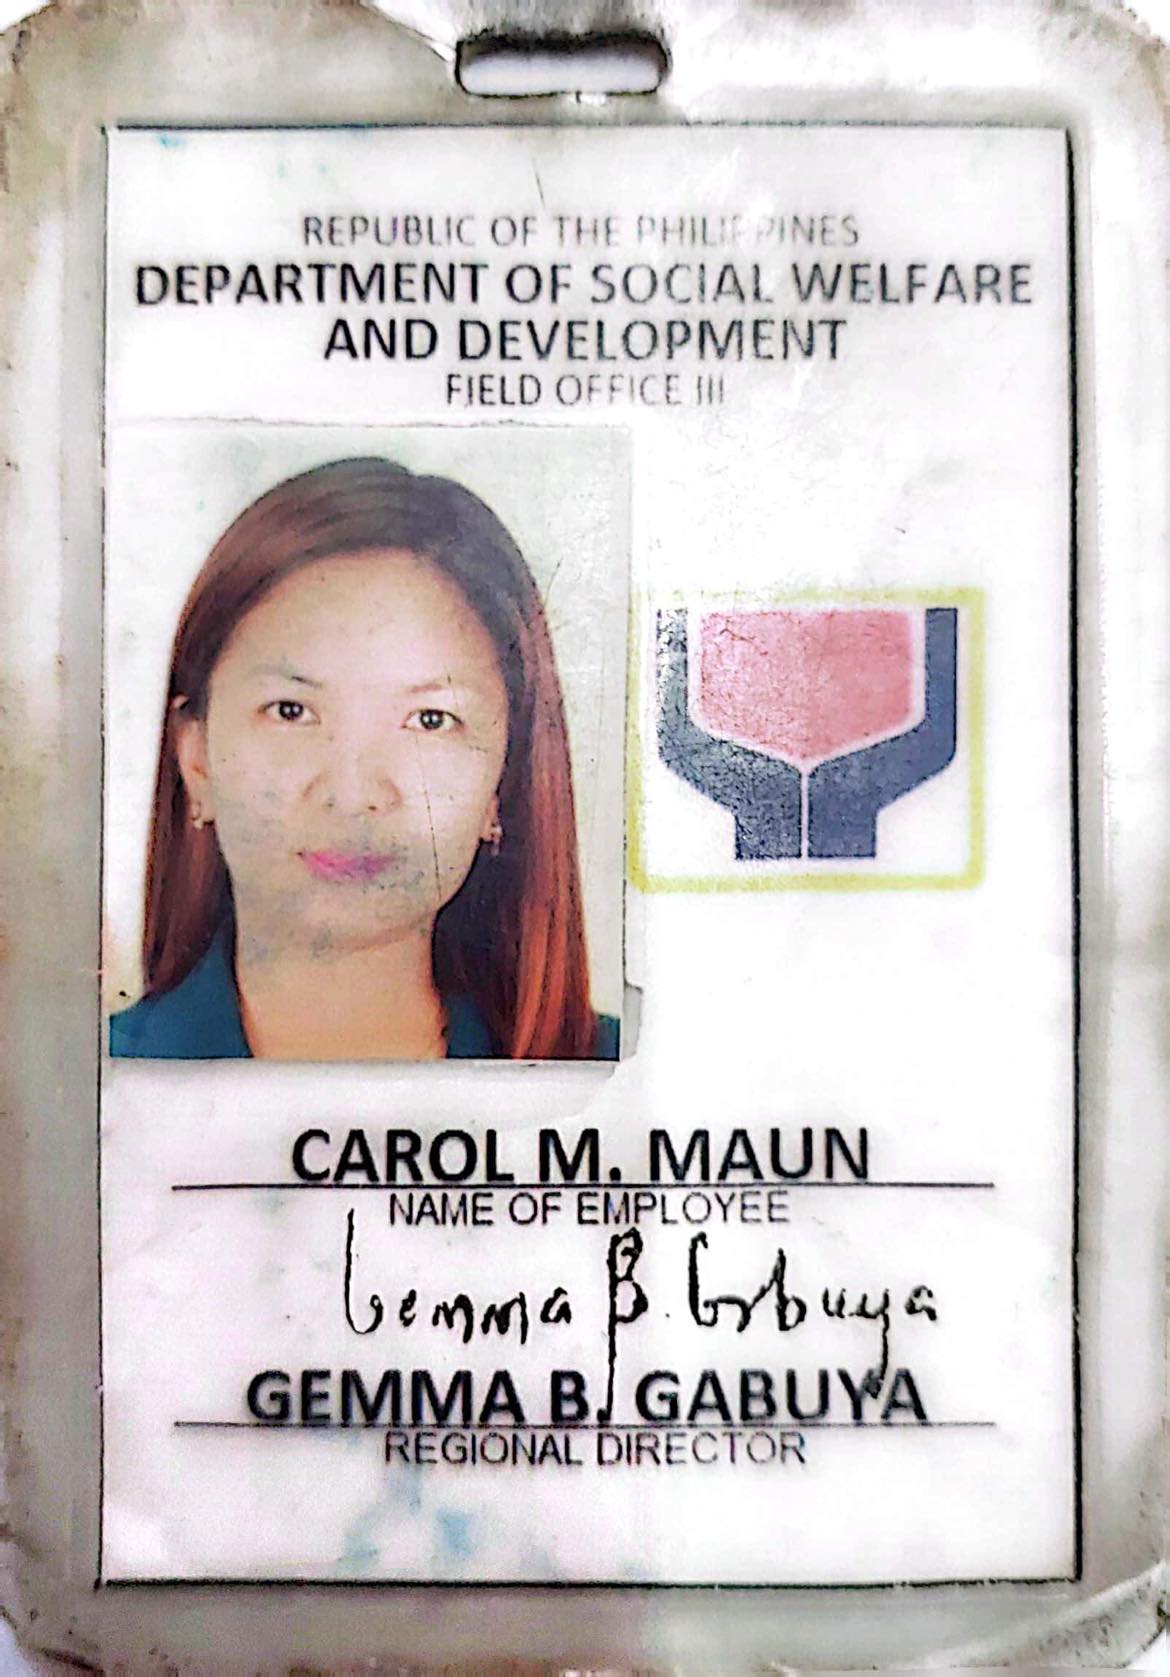 REPUBLIC OF THE PHILIPPINES
DEPARTMENT OF SOCIAL WELFARE
AND DEVELOPMENT
FIELD OFFICE III
CAROL M. MAUN
NAME OF EMPLOYEE
Gemma B. Gabuya
GEMMA B. GABUYA
REGIONAL DIRECTOR